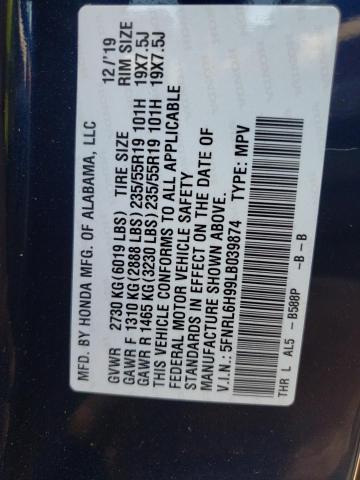 MFD. BY HONDA MFG. OF ALABAMA, LLC 12/'19
GVWR 2730 KG (6019 LBS) TIRE SIZE RIM SIZE
GAWR F 1310 KG (2888 LBS) 235/55R19 101H 19X7.5J
GAWR R 1465 KG (3230 LBS) 235/55R19 101H 19X7.5J
THIS VEHICLE CONFORMS TO ALL APPLICABLE
FEDERAL MOTOR VEHICLE SAFETY
STANDARDS IN EFFECT ON THE DATE OF
MANUFACTURE SHOWN ABOVE.
V.I.N.: 5FNRL6H99LB039874 TYPE: MPV
THR L AL5 -B588P -B -B